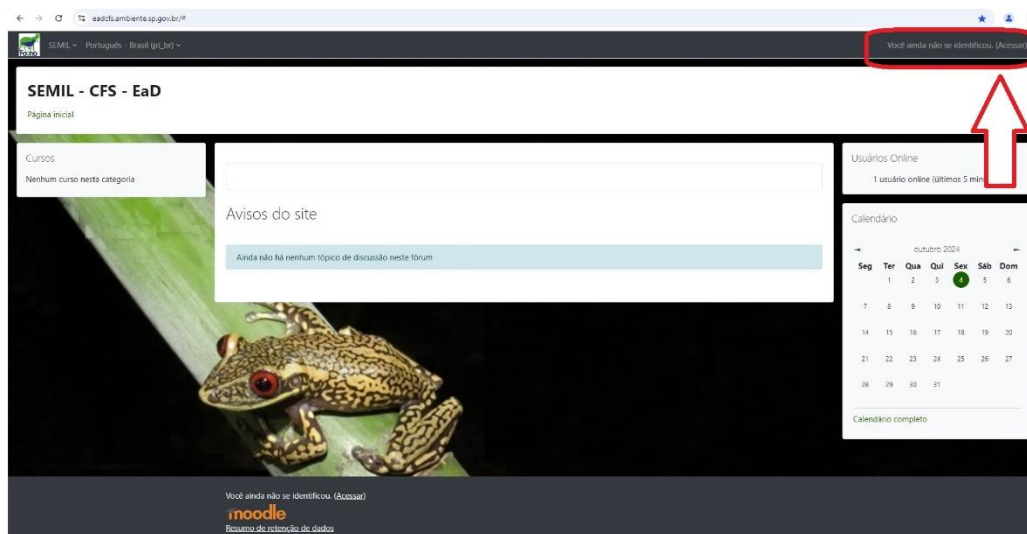 eadcfs.ambiente.sp.gov.br/#
SEMIL Português - Brasil (pt_br)
Você ainda não se identificou. (Acessar)
SEMIL - CFS - EaD
Página inicial
Cursos
Nenhum curso nesta categoria
Avisos do site
Ainda não há nenhum tópico de discussão neste fórum
Usuários Online
1 usuário online (últimos 5
Calendário
outubro 2024
Seg Ter Qua Qui Sex Sáb Dom
1 2 3 4 5 6
7 8 9 10 11 12 13
14 15 16 17 18 19 20
21 22 23 24 25 26 27
28 29 30 31
Calendário completo
Você ainda não se identificou. (Acessar)
moodle
Resumo de retenção de dados